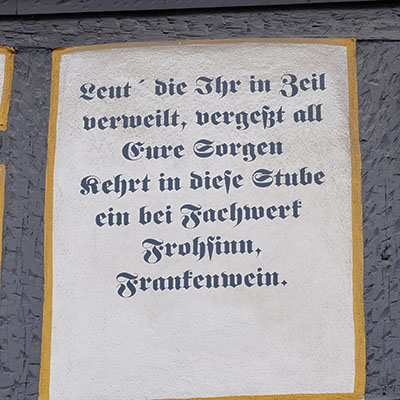 Leut´ die Ihr in Zeil
verweilt, vergeßt all
Eure Sorgen
Kehrt in diese Stube
ein bei Fachwerk
Frohsinn,
Frankenwein.